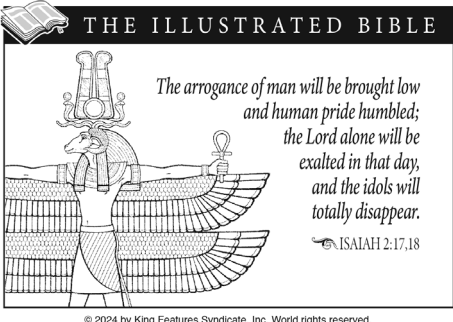 THE ILLUSTRATED BIBLE
The arrogance of man will be brought low
and human pride humbled;
the Lord alone will be
exalted in that day,
and the idols will
totally disappear.
ISAIAH 2:17,18
© 2024 by King Features Syndicate, Inc. World rights reserved.